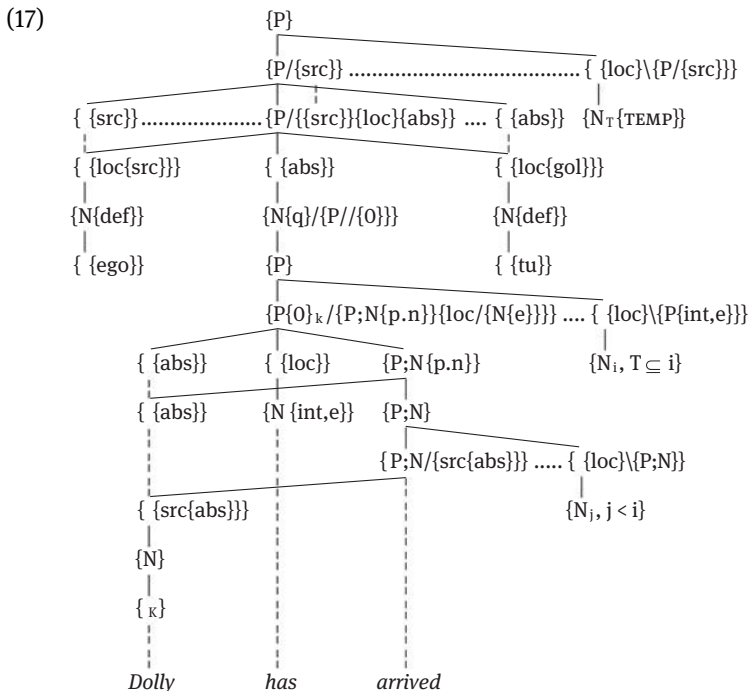 (17) {P}
{P/{src}} ............................................ { {loc}\{P/{src}}}
{ {src}} ...................... {P/{{src}}{loc}{abs}} .... { {abs}} {N_T{TEMP}}
{ {loc{src}}} { {abs}} { {loc{gol}}}
{N{def}} {N{q}/{P//{0}}} {N{def}}
{ {ego}} {P} { {tu}}
{P{0}_k/{P;N{p.n}}{loc/{N{e}}}} .... { {loc}\{P{int,e}}}
{ {abs}} { {loc}} {P;N{p.n}} {N_i, T ⊆ i}
{ {abs}} {N {int,e}} {P;N}
{P;N/{src{abs}}} ..... { {loc}\{P;N}}
{ {src{abs}}} {N_j, j < i}
{N}
{ K}
Dolly has arrived